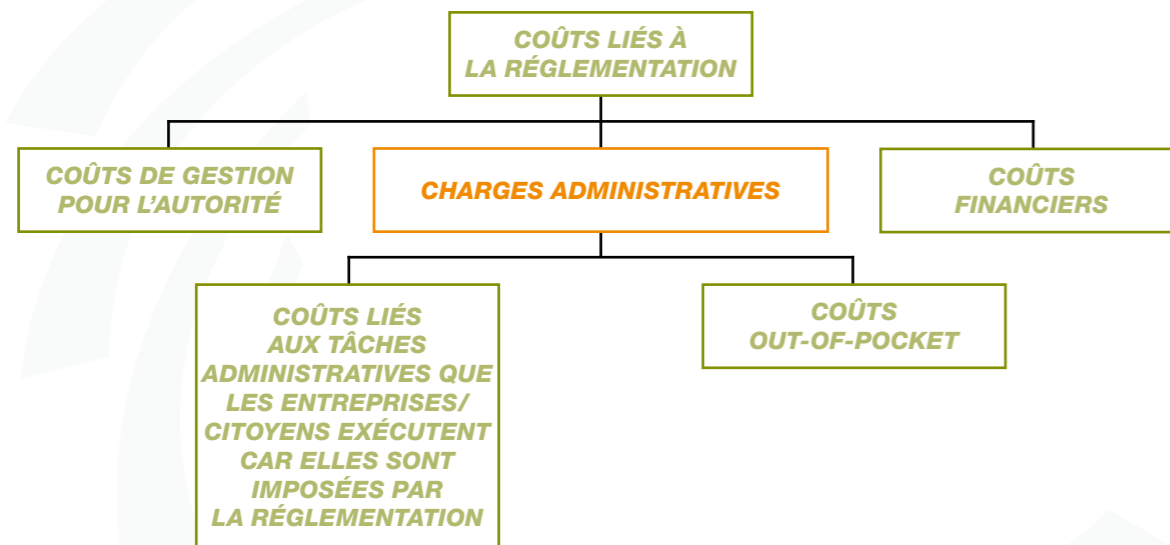 COÛTS LIÉS À
LA RÉGLEMENTATION
COÛTS DE GESTION
POUR L'AUTORITÉ
CHARGES ADMINISTRATIVES
COÛTS
FINANCIERS
COÛTS LIÉS
AUX TÂCHES
ADMINISTRATIVES QUE
LES ENTREPRISES/
CITOYENS EXÉCUTENT
CAR ELLES SONT
IMPOSÉES PAR
LA RÉGLEMENTATION
COÛTS
OUT-OF-POCKET